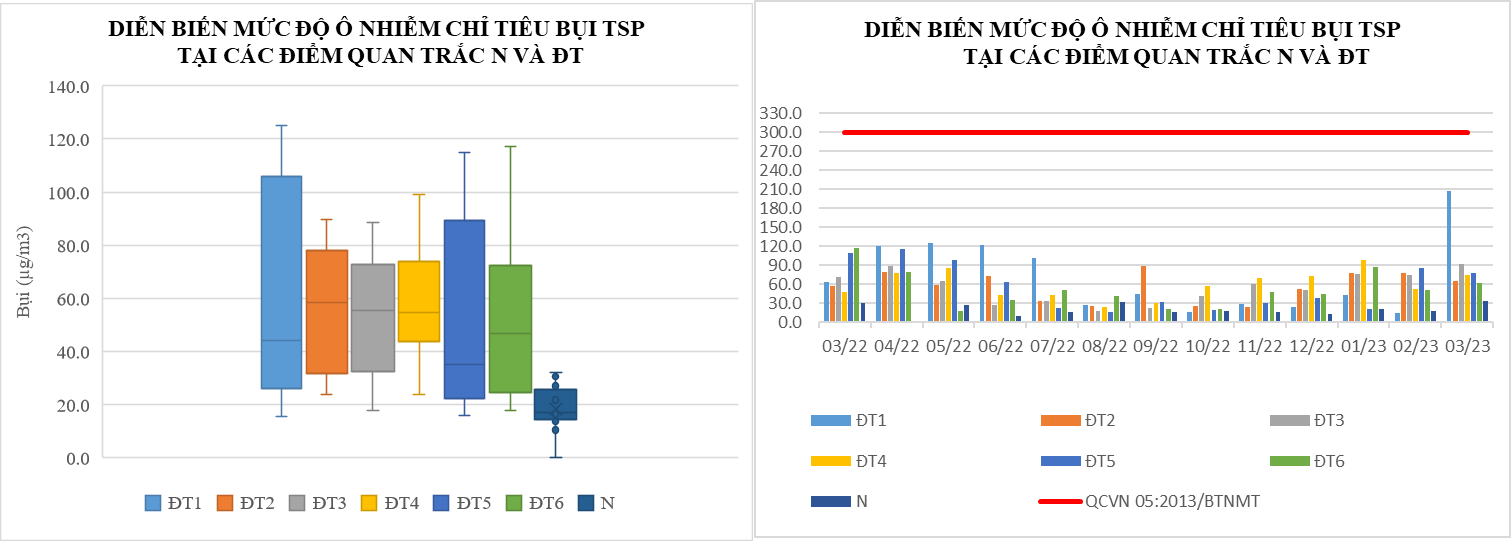 DIỄN BIẾN MỨC ĐỘ Ô NHIỄM CHỈ TIÊU BỤI TSP
TẠI CÁC ĐIỂM QUAN TRẮC N VÀ ĐT
Bụi (µg/m3)
140.0
120.0
100.0
80.0
60.0
40.0
20.0
0.0
ĐT1 ĐT2 ĐT3 ĐT4 ĐT5 ĐT6 N
DIỄN BIẾN MỨC ĐỘ Ô NHIỄM CHỈ TIÊU BỤI TSP
TẠI CÁC ĐIỂM QUAN TRẮC N VÀ ĐT
330.0
300.0
270.0
240.0
210.0
180.0
150.0
120.0
90.0
60.0
30.0
0.0
03/22 04/22 05/22 06/22 07/22 08/22 09/22 10/22 11/22 12/22 01/23 02/23 03/23
ĐT1 ĐT2 ĐT3
ĐT4 ĐT5 ĐT6
N QCVN 05:2013/BTNMT